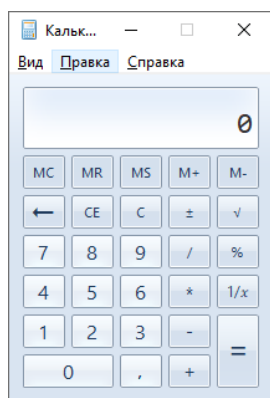 Кальк...
Вид Правка Справка
0
MC MR MS M+ M-
← CE C ± √
7 8 9 / %
4 5 6 * 1/x
1 2 3 - =
0 , +